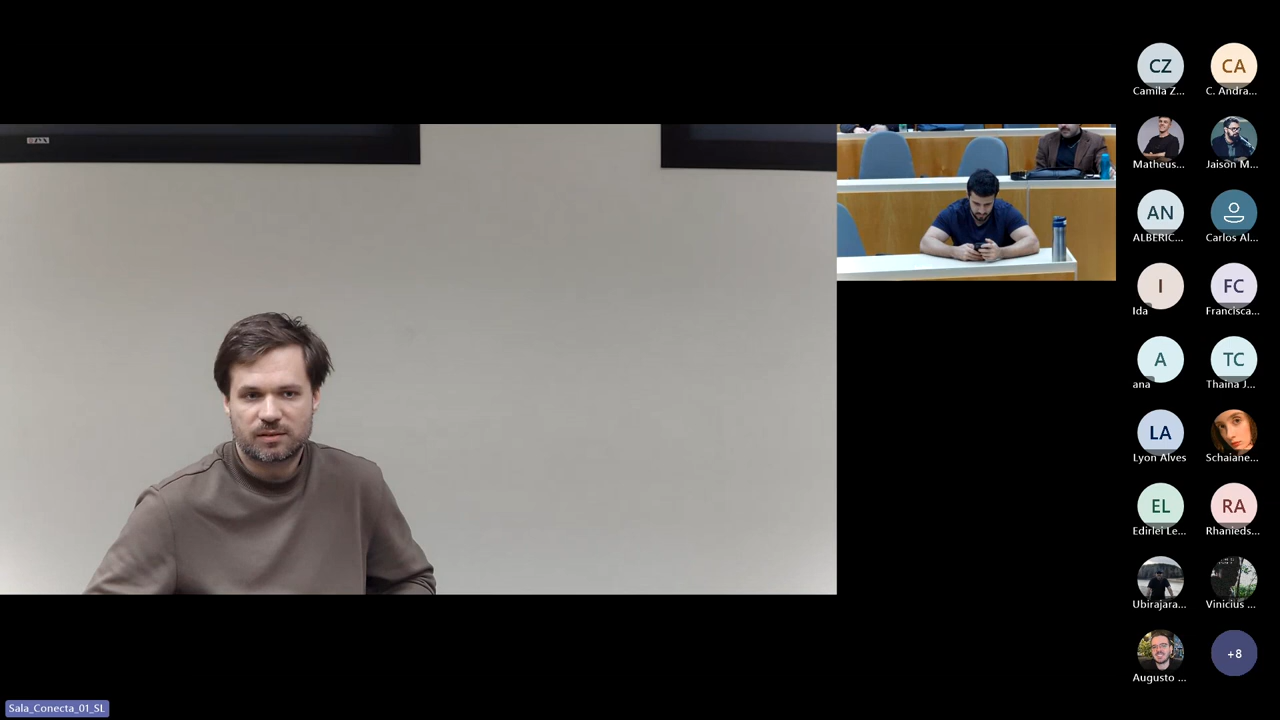 CZ
CA
Camila Z...
C. Andra...
Matheus...
Jaison M...
AN
ALBERIC...
Carlos Al...
I
FC
Ida
Francisca...
A
TC
ana
Thaina J...
LA
Lyon Alves
Schaiane...
EL
RA
Edirlei Le...
Rhanieds...
Ubirajara...
Vinicius ...
+8
Augusto ...
Sala_Conecta_01_SL